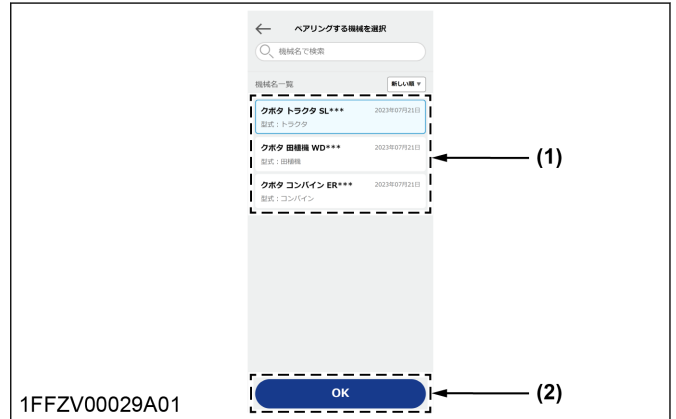 ← ペアリングする機械を選択
機械名で検索
機械名一覧 新しい順 ▼
クボタ トラクタ SL*** 2023年07月21日
型式：トラクタ
クボタ 田植機 WD*** 2023年07月21日
型式：田植機
(1)
クボタ コンバイン ER*** 2023年07月21日
型式：コンバイン
OK
(2)
1FFZV00029A01